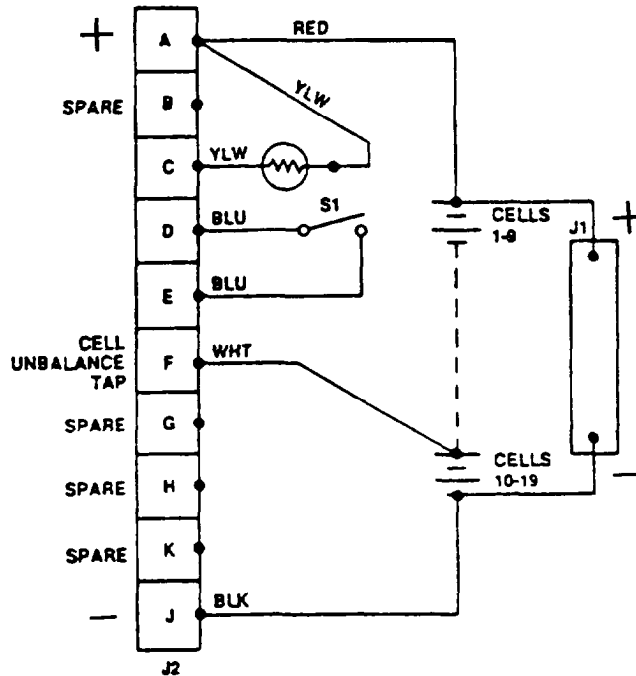 + A RED
YLW
SPARE B
C YLW
S1
D BLU
CELLS
1-9
J1 +
E BLU
CELL
UNBALANCE
TAP
F WHT
SPARE G
CELLS
10-19
SPARE H
SPARE K
— J BLK
—
J2